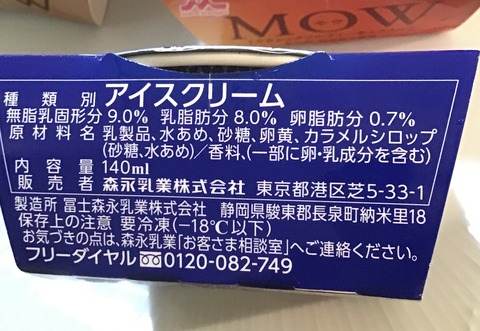 MOW
種類別 アイスクリーム
無脂乳固形分 9.0% 乳脂肪分 8.0% 卵脂肪分 0.7%
原材料名 乳製品、水あめ、砂糖、卵黄、カラメルシロップ
(砂糖、水あめ)/香料、(一部に卵・乳成分を含む)
内容量 140ml
販売者 森永乳業株式会社 東京都港区芝5-33-1
製造所 冨士森永乳業株式会社 静岡県駿東郡長泉町納米里18
保存上の注意 要冷凍(-18℃以下)
お気づきの点は、森永乳業「お客さま相談室」へご連絡ください。
フリーダイヤル 0120-082-749